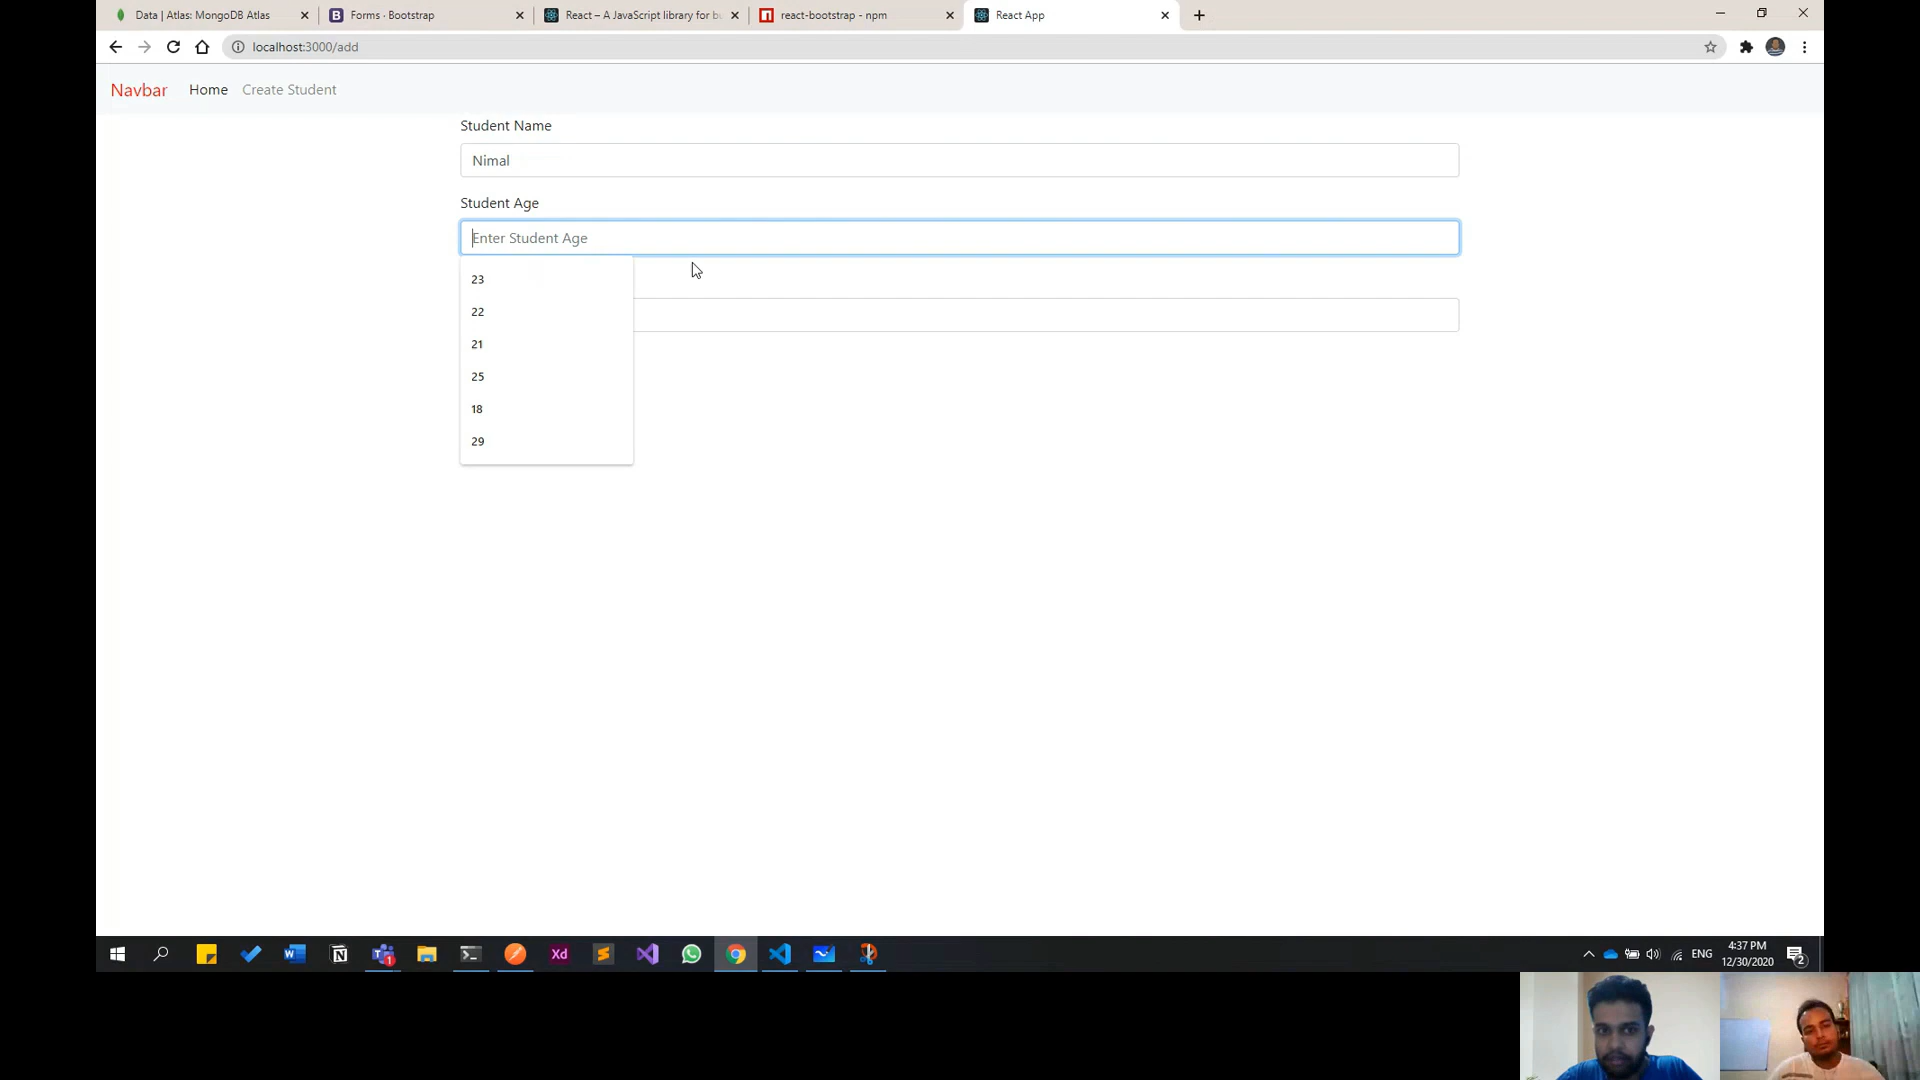 Data | Atlas: MongoDB Atlas
Forms · Bootstrap
React – A JavaScript library for bu
react-bootstrap - npm
React App
localhost:3000/add
Navbar Home Create Student
Student Name
Nimal
Student Age
Enter Student Age
23
22
21
25
18
29
ENG
4:37 PM
12/30/2020
2